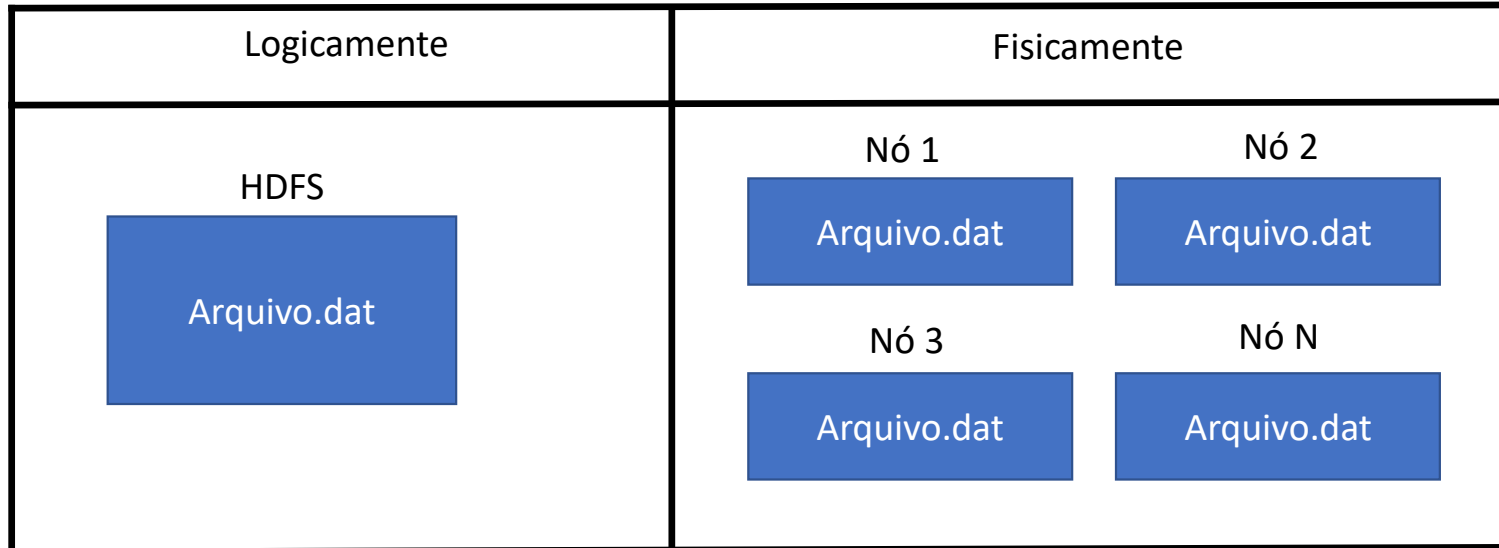 Logicamente
Fisicamente
HDFS
Arquivo.dat
Nó 1
Nó 2
Arquivo.dat
Arquivo.dat
Nó 3
Nó N
Arquivo.dat
Arquivo.dat